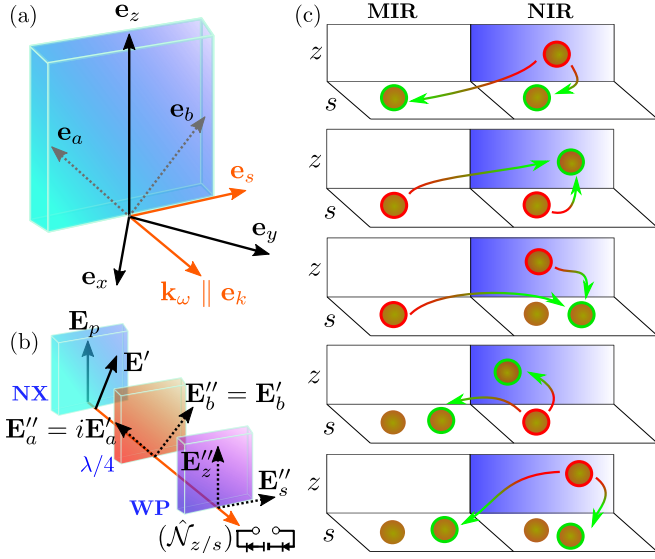 (a)
e_z
e_a
e_b
e_s
e_y
e_x
k_ω ∥ e_k
(b)
E_p
E′
NX
E″_b = E′_b
E″_a = iE′_a
λ/4
E″_z
E″_s
WP
(𝒩̂_{z/s})
(c)
MIR NIR
z
s
z
s
z
s
z
s
z
s